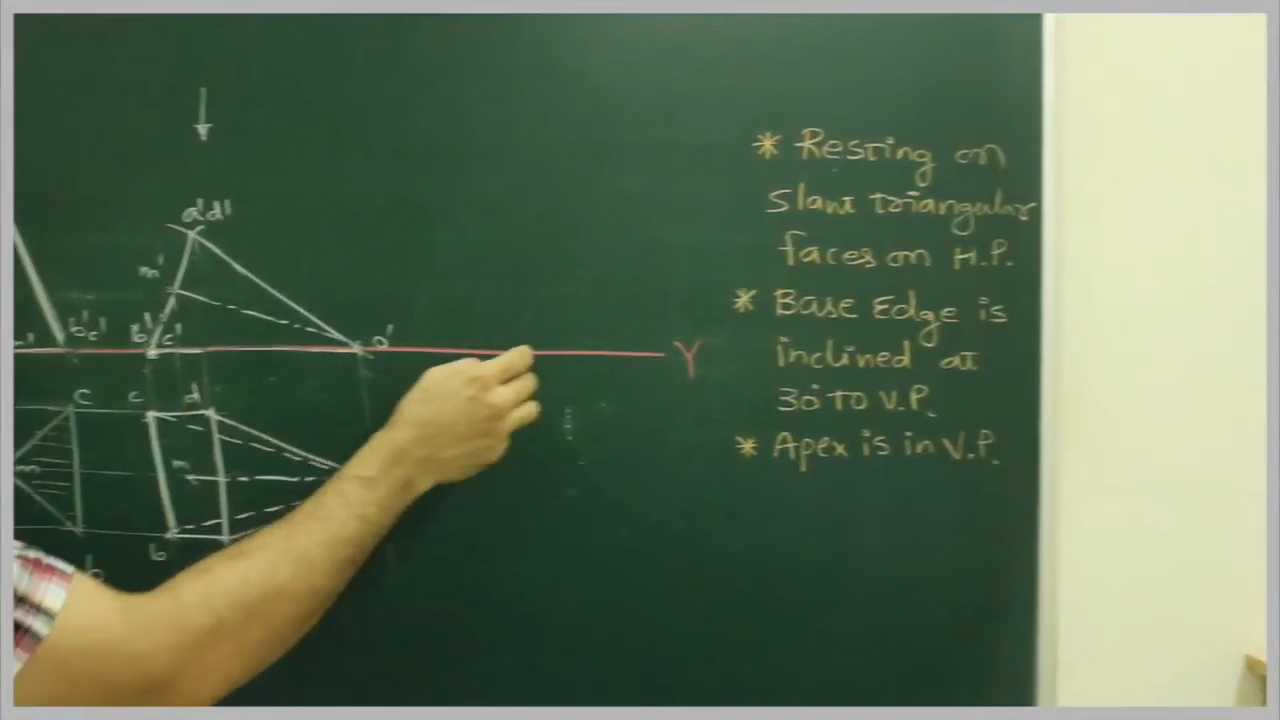 a'd'
m'
b'c'
b'
c'
o'
Y
c
c
d
m
m
b
b
* Resting on
slant triangular
faces on H.P.
* Base Edge is
inclined at
30° TO V.P.
* Apex is in V.P.